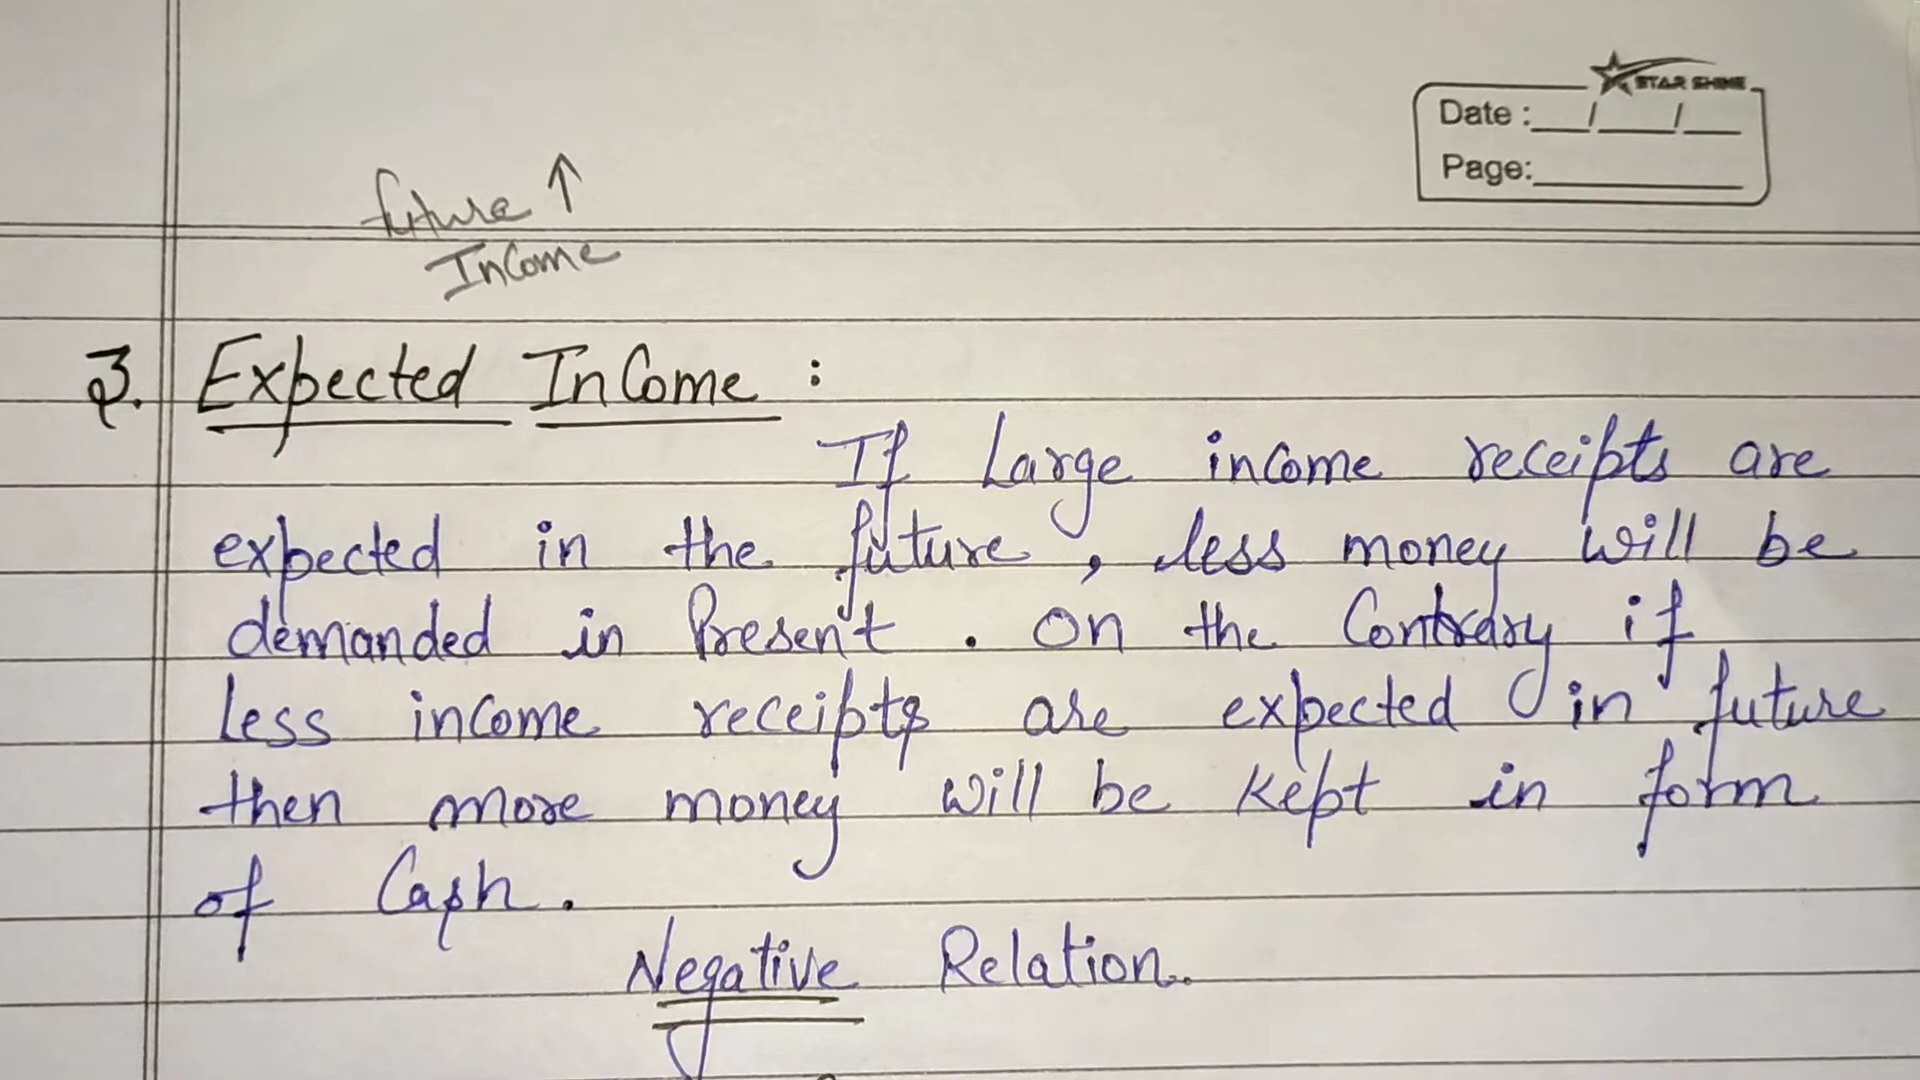 STAR SHINE
Date :__/__/__
Page:________
future ↑
Income
3. Expected Income :
If Large income receipts are
expected in the future , less money will be
demanded in Present . On the Contrary if
Less income receipts are expected in future
then more money will be kept in form
of Cash .
Negative Relation.